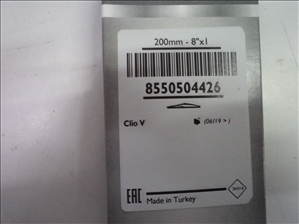 200mm - 8"x1
8550504426
Clio V (06/19 > )
EAC
Made in Turkey